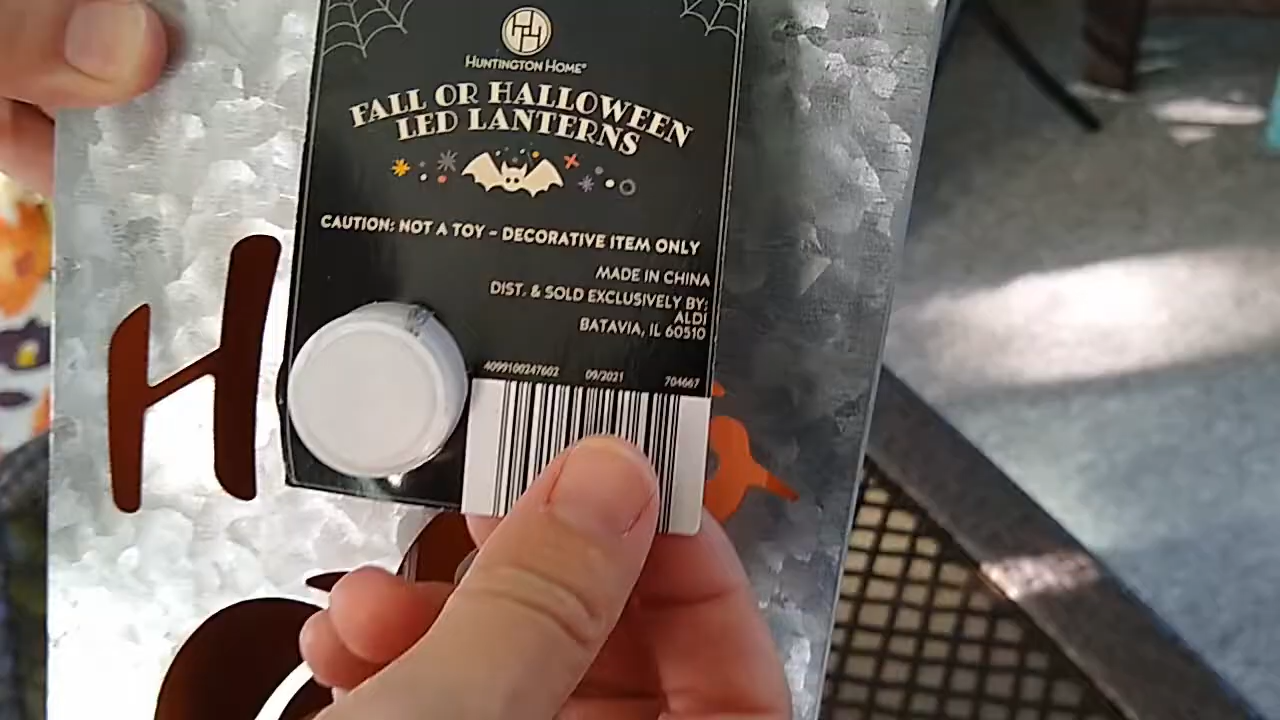 HUNTINGTON HOME®
FALL OR HALLOWEEN
LED LANTERNS
CAUTION: NOT A TOY - DECORATIVE ITEM ONLY
MADE IN CHINA
DIST. & SOLD EXCLUSIVELY BY:
ALDI
BATAVIA, IL 60510
4099100247602 09/2021 704667
H